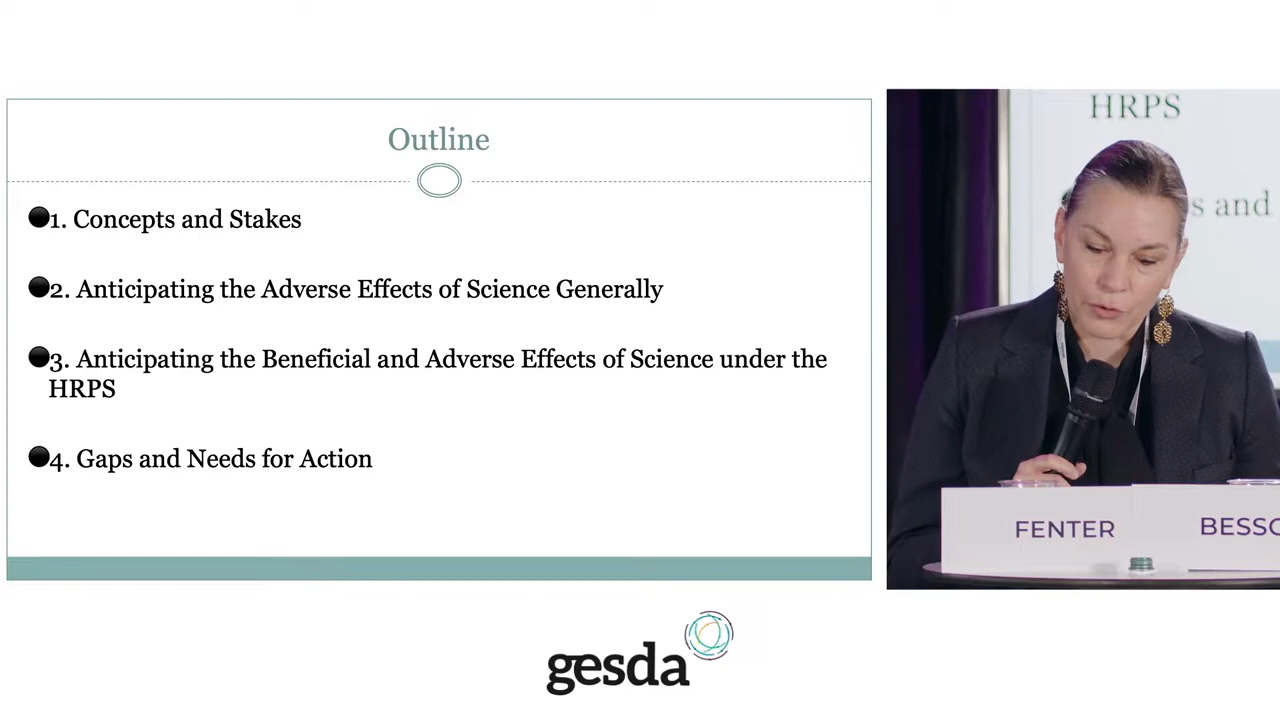 Outline
1. Concepts and Stakes
2. Anticipating the Adverse Effects of Science Generally
3. Anticipating the Beneficial and Adverse Effects of Science under the
HRPS
4. Gaps and Needs for Action
HRPS
and
FENTER
BESSO
gesda